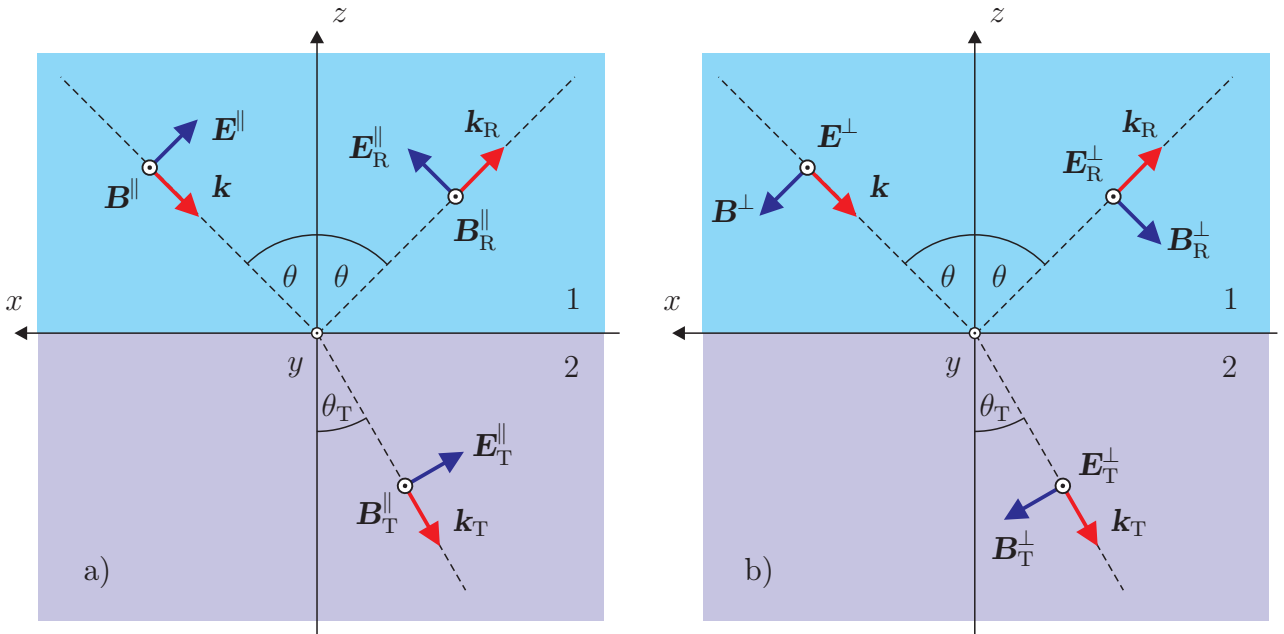 z
E∥
k_R
E_R∥
B∥
k
B_R∥
θ
θ
x
1
y
2
θ_T
E_T∥
B_T∥
k_T
a)
z
E⊥
k_R
E_R⊥
B⊥
k
B_R⊥
θ
θ
x
1
y
2
θ_T
E_T⊥
k_T
B_T⊥
b)